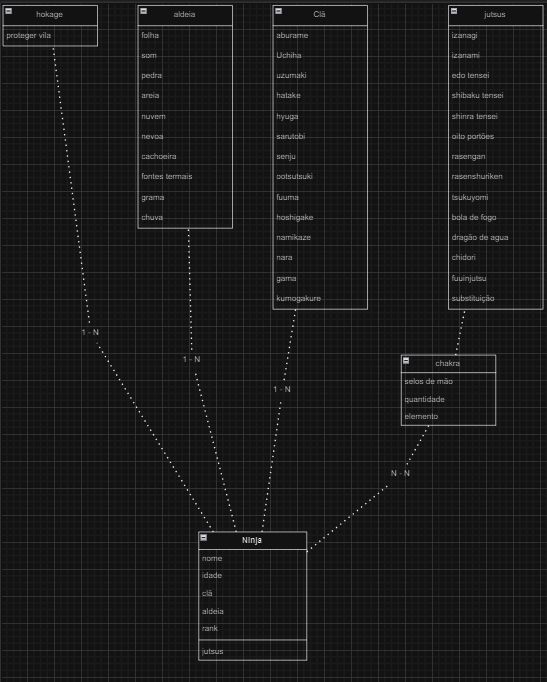 hokage
proteger vila
aldeia
folha
som
pedra
areia
nuvem
nevoa
cachoeira
fontes termais
grama
chuva
Clã
aburame
Uchiha
uzumaki
hatake
hyuga
sarutobi
senju
ootsutsuki
fuuma
hoshigake
namikaze
nara
gama
kumogakure
jutsus
izanagi
izanami
edo tensei
shibaku tensei
shinra tensei
oito portões
rasengan
rasenshuriken
tsukuyomi
bola de fogo
dragão de agua
chidori
fuuinjutsu
substituição
1 - N
1 - N
1 - N
chakra
selos de mão
quantidade
elemento
N - N
Ninja
nome
idade
clã
aldeia
rank
jutsus